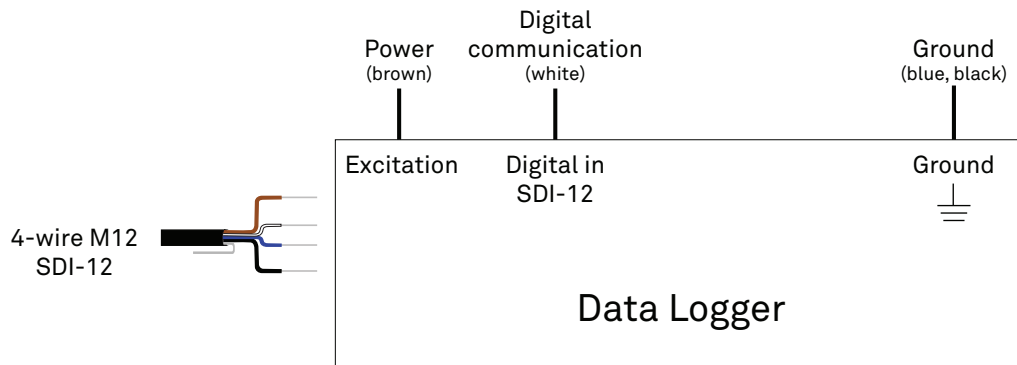 Power
(brown)
Digital
communication
(white)
Ground
(blue, black)
Excitation
Digital in
SDI-12
Ground
4-wire M12
SDI-12
Data Logger